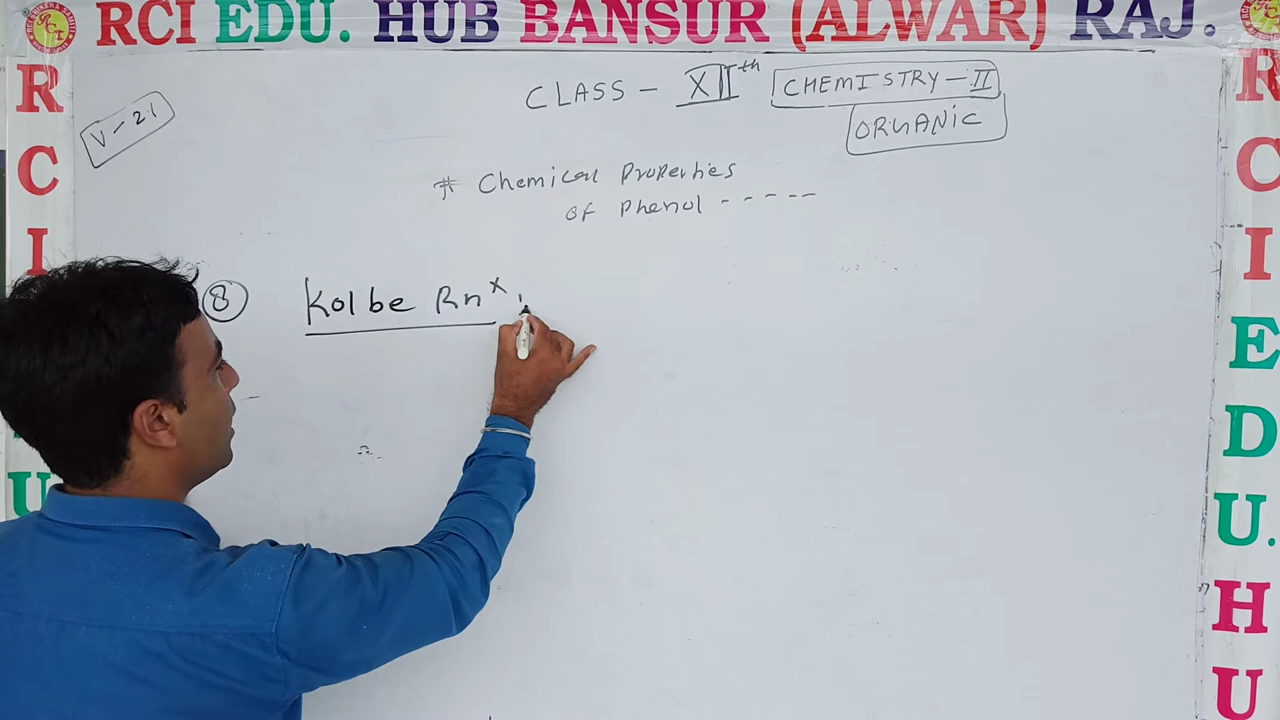 RCI EDU. HUB BANSUR (ALWAR) RAJ.
CLASS – XIIth CHEMISTRY – II
ORGANIC
V – 21
# Chemical Properties
of Phenol - - - - -
8 Kolbe Rnx.
R
C
I
U
R
C
I
E
D
U.
H
U